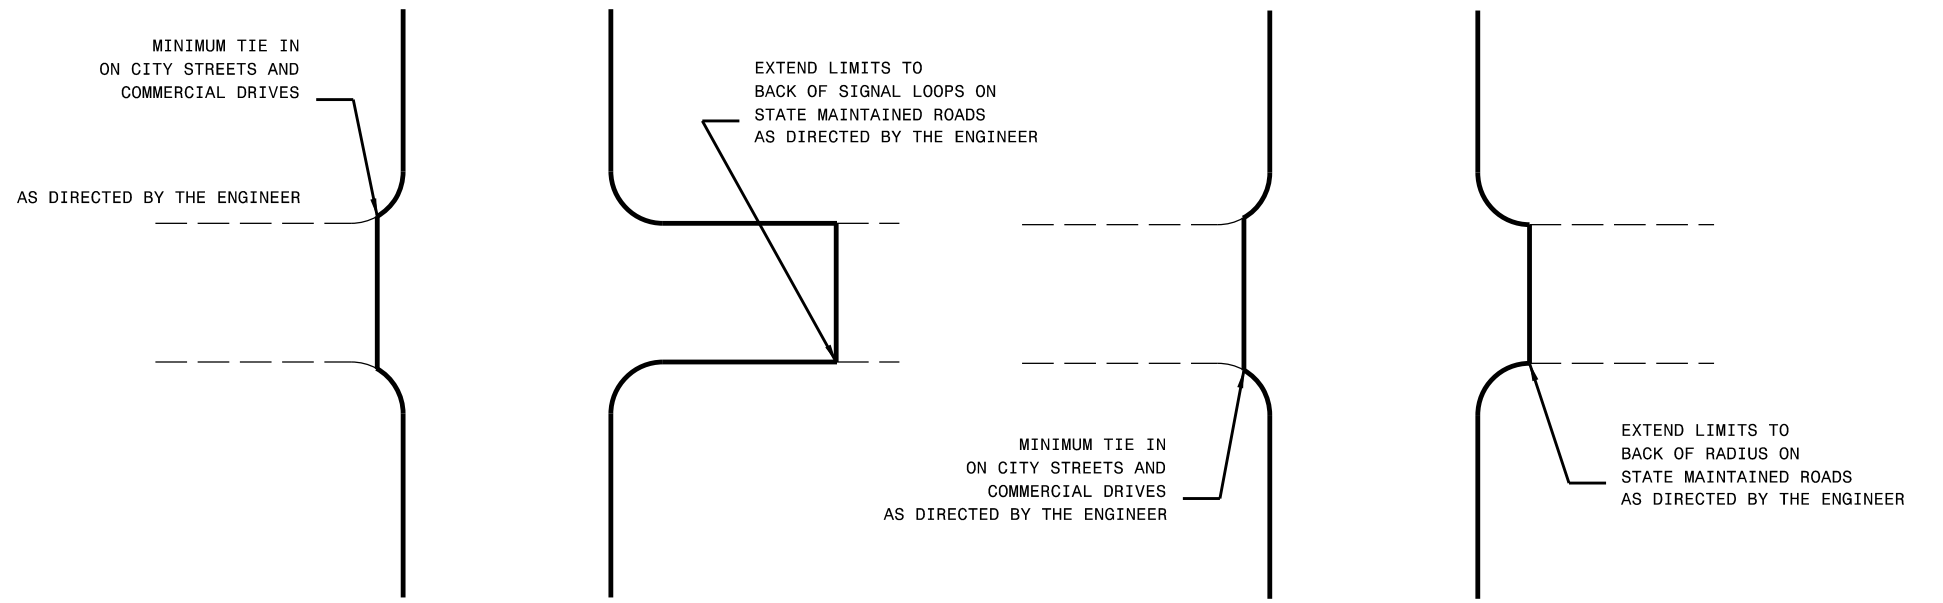 MINIMUM TIE IN
ON CITY STREETS AND
COMMERCIAL DRIVES
AS DIRECTED BY THE ENGINEER
EXTEND LIMITS TO
BACK OF SIGNAL LOOPS ON
STATE MAINTAINED ROADS
AS DIRECTED BY THE ENGINEER
MINIMUM TIE IN
ON CITY STREETS AND
COMMERCIAL DRIVES
AS DIRECTED BY THE ENGINEER
EXTEND LIMITS TO
BACK OF RADIUS ON
STATE MAINTAINED ROADS
AS DIRECTED BY THE ENGINEER